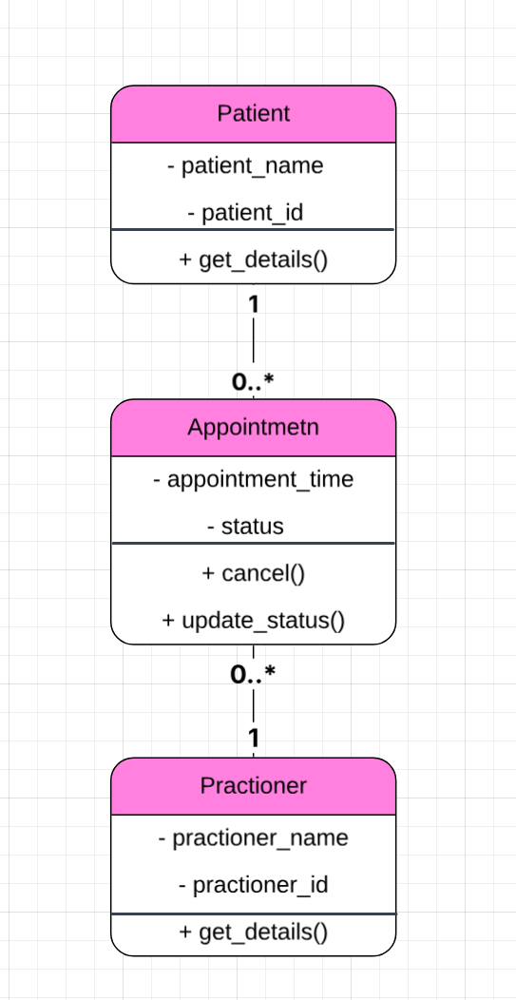 Patient
- patient_name
- patient_id
+ get_details()
1
0..*
Appointmetn
- appointment_time
- status
+ cancel()
+ update_status()
0..*
1
Practioner
- practioner_name
- practioner_id
+ get_details()